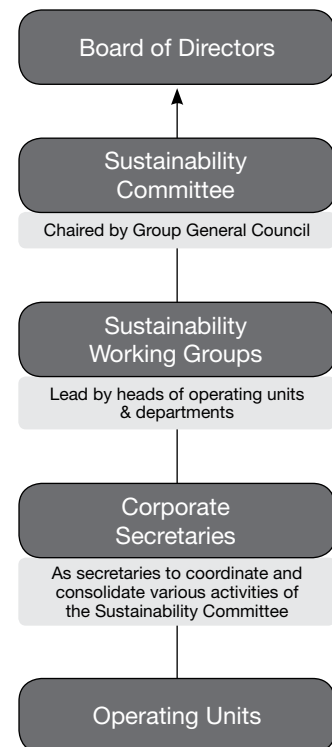 Board of Directors
Sustainability
Committee
Chaired by Group General Council
Sustainability
Working Groups
Lead by heads of operating units
& departments
Corporate
Secretaries
As secretaries to coordinate and
consolidate various activities of
the Sustainability Committee
Operating Units